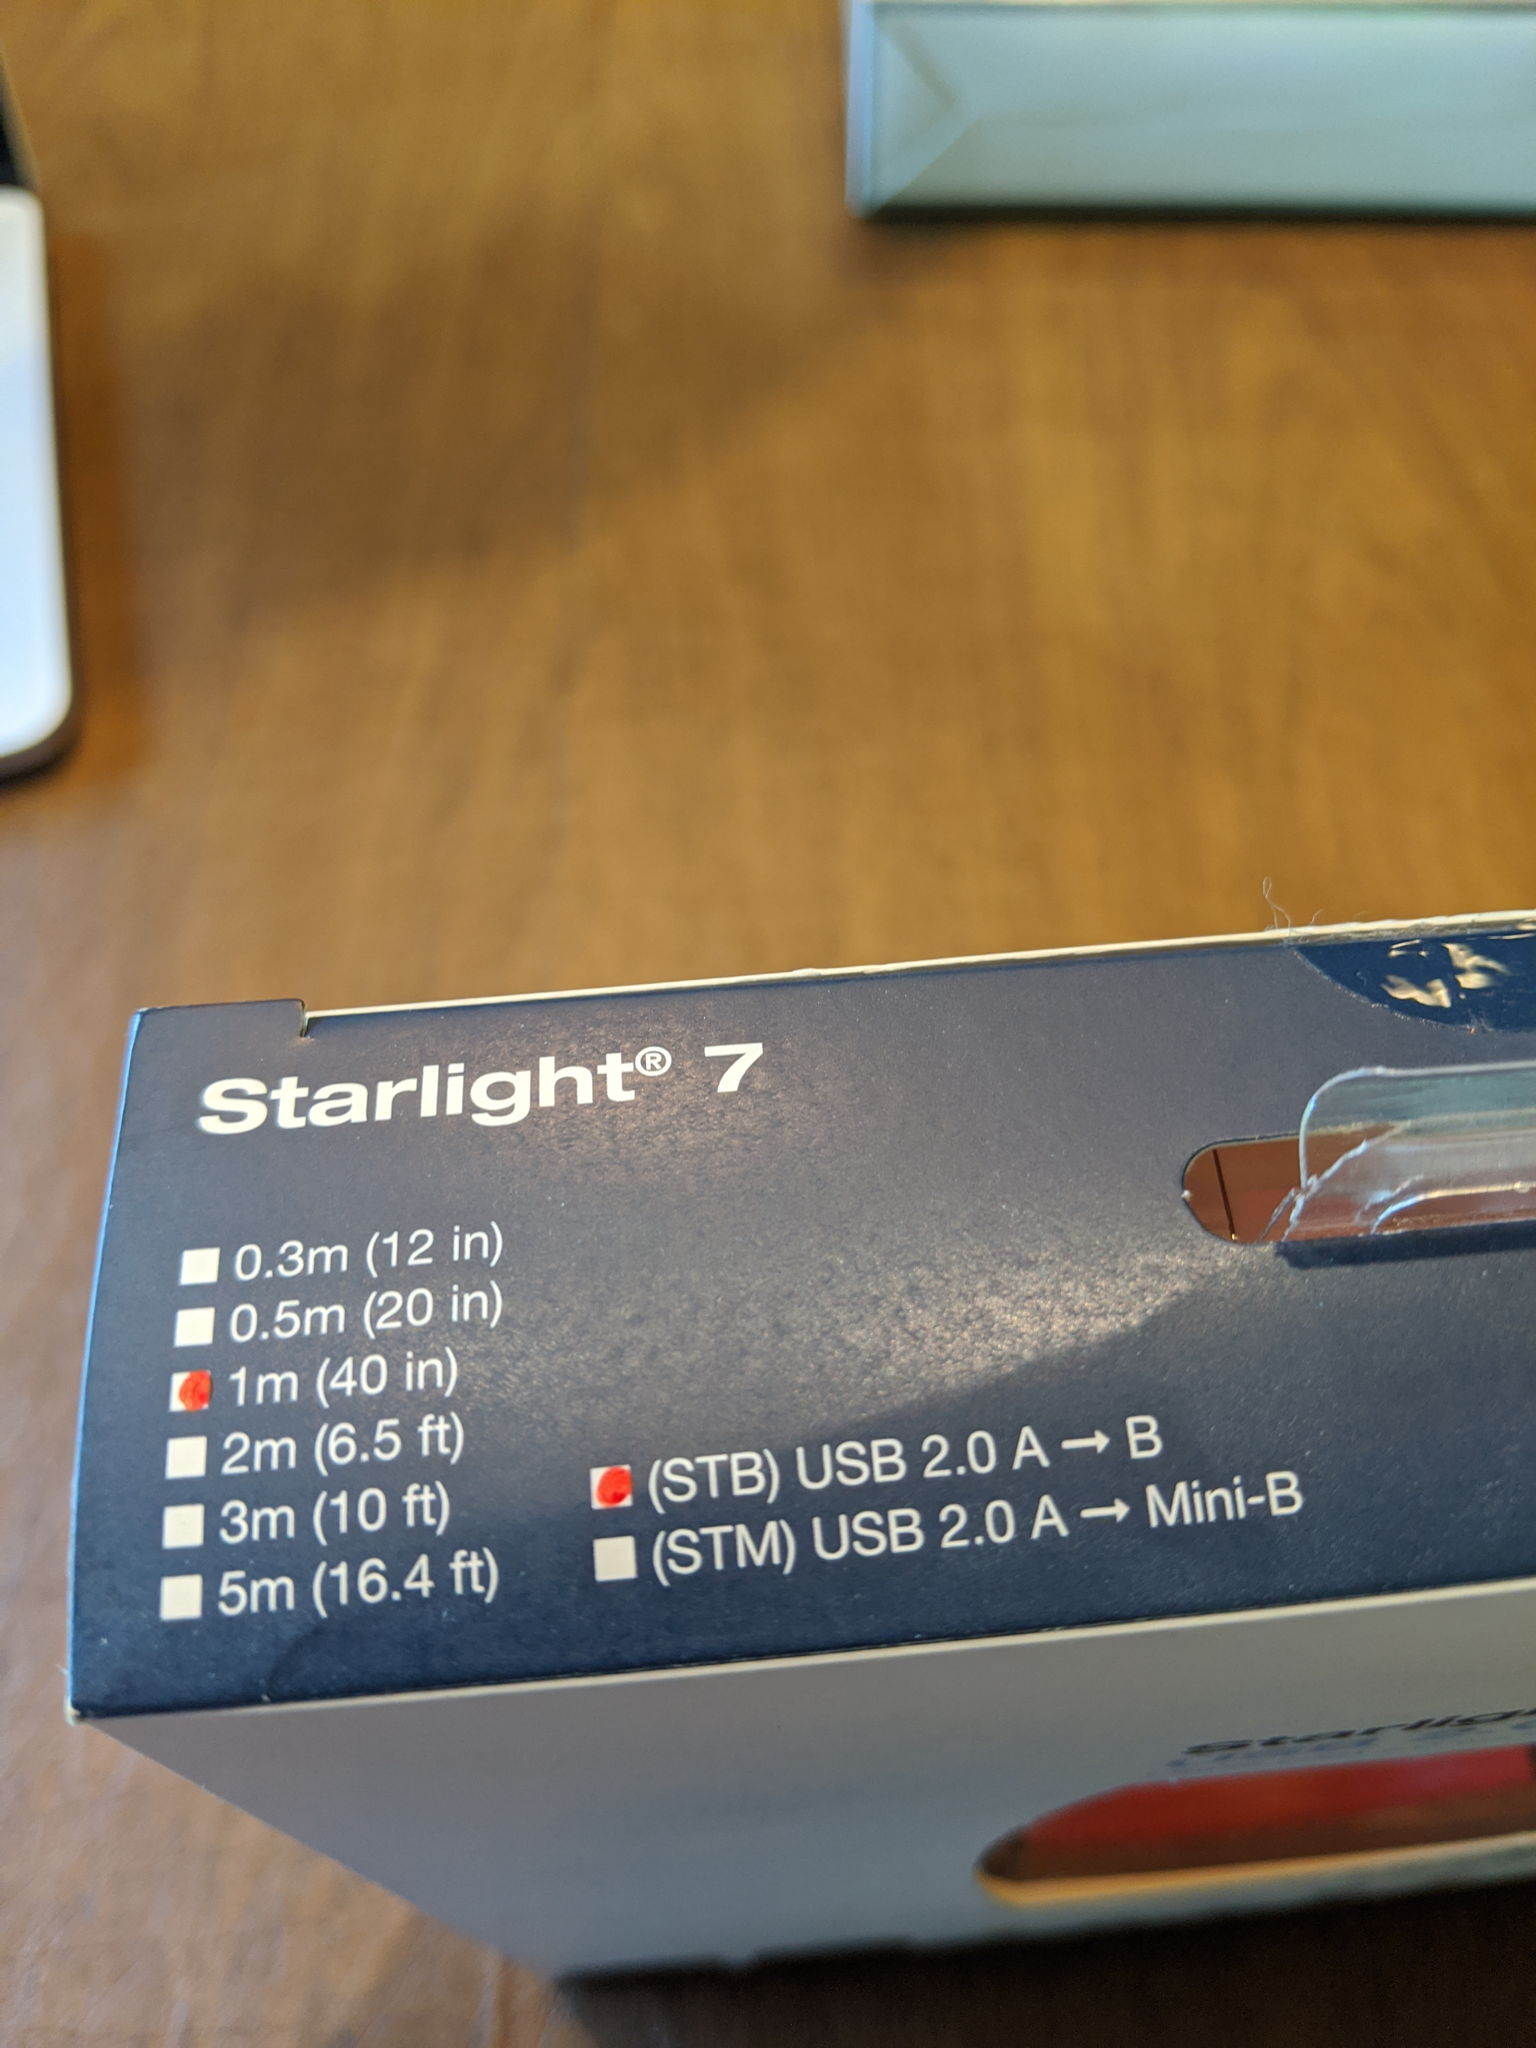 Starlight® 7
0.3m (12 in)
0.5m (20 in)
1m (40 in)
2m (6.5 ft)
3m (10 ft)
5m (16.4 ft)
(STB) USB 2.0 A → B
(STM) USB 2.0 A → Mini-B